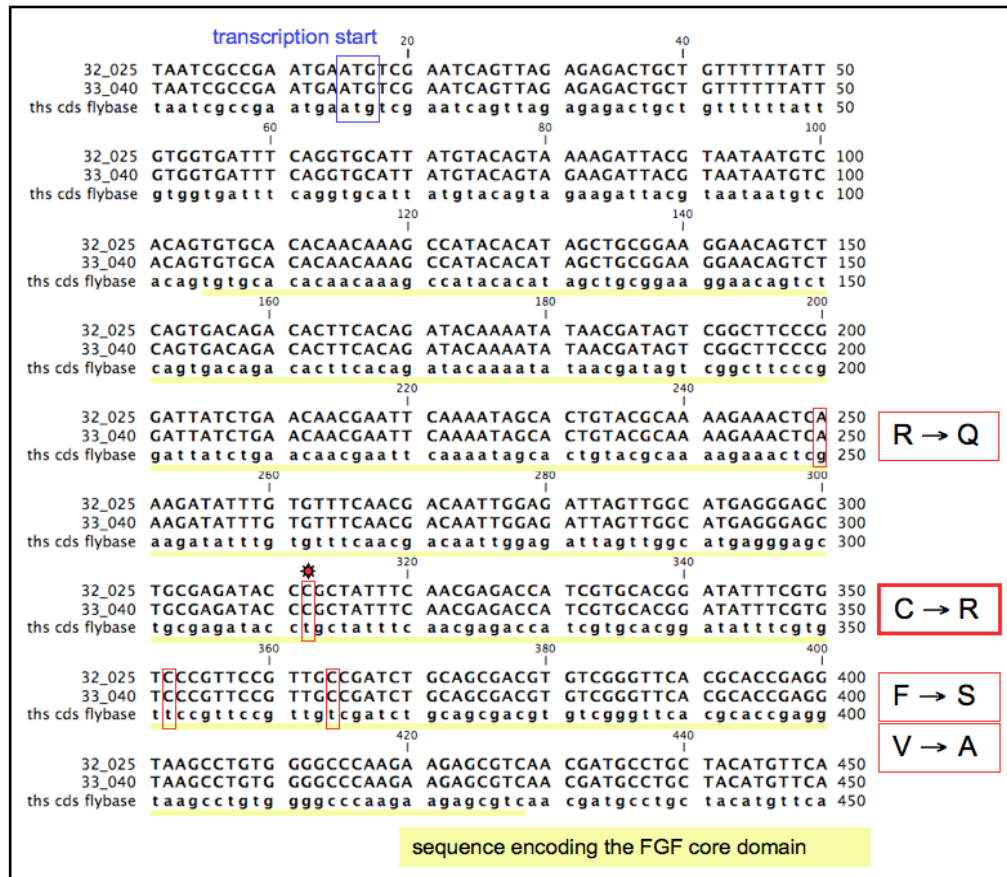 transcription start
20 40
32_025 TAATCGCCGA ATGAATGTCG AATCAGTTAG AGAGACTGCT GTTTTTTATT 50
33_040 TAATCGCCGA ATGAATGTCG AATCAGTTAG AGAGACTGCT GTTTTTTATT 50
ths cds flybase taatcgccga atgaatgtcg aatcagttag agagactgct gttttttatt 50
60 80 100
32_025 GTGGTGATTT CAGGTGCATT ATGTACAGTA AAAGATTACG TAATAATGTC 100
33_040 GTGGTGATTT CAGGTGCATT ATGTACAGTA GAAGATTACG TAATAATGTC 100
ths cds flybase gtggtgattt caggtgcatt atgtacagta gaagattacg taataatgtc 100
120 140
32_025 ACAGTGTGCA CACAACAAAG CCATACACAT AGCTGCGGAA GGAACAGTCT 150
33_040 ACAGTGTGCA CACAACAAAG CCATACACAT AGCTGCGGAA GGAACAGTCT 150
ths cds flybase acagtgtgca cacaacaaag ccatacacat agctgcggaa ggaacagtct 150
160 180 200
32_025 CAGTGACAGA CACTTCACAG ATACAAAATA TAACGATAGT CGGCTTCCCG 200
33_040 CAGTGACAGA CACTTCACAG ATACAAAATA TAACGATAGT CGGCTTCCCG 200
ths cds flybase cagtgacaga cacttcacag atacaaaata taacgatagt cggcttcccg 200
220 240
32_025 GATTATCTGA ACAACGAATT CAAAATAGCA CTGTACGCAA AAGAAACTCA 250
33_040 GATTATCTGA ACAACGAATT CAAAATAGCA CTGTACGCAA AAGAAACTCA 250
ths cds flybase gattatctga acaacgaatt caaaatagca ctgtacgcaa aagaaactcg 250
R → Q
260 280 300
32_025 AAGATATTTG TGTTTCAACG ACAATTGGAG ATTAGTTGGC ATGAGGGAGC 300
33_040 AAGATATTTG TGTTTCAACG ACAATTGGAG ATTAGTTGGC ATGAGGGAGC 300
ths cds flybase aagatatttg tgtttcaacg acaattggag attagttggc atgagggagc 300
320 340
32_025 TGCGAGATAC CCGCTATTTC AACGAGACCA TCGTGCACGG ATATTTCGTG 350
33_040 TGCGAGATAC CCGCTATTTC AACGAGACCA TCGTGCACGG ATATTTCGTG 350
ths cds flybase tgcgagatac ctgctatttc aacgagacca tcgtgcacgg atatttcgtg 350
C → R
360 380 400
32_025 TCCCGTTCCG TTGCCGATCT GCAGCGACGT GTCGGGTTCA CGCACCGAGG 400
33_040 TCCCGTTCCG TTGCCGATCT GCAGCGACGT GTCGGGTTCA CGCACCGAGG 400
ths cds flybase ttccgttccg ttgtcgatct gcagcgacgt gtcgggttca cgcaccgagg 400
F → S
V → A
420 440
32_025 TAAGCCTGTG GGGCCCAAGA AGAGCGTCAA CGATGCCTGC TACATGTTCA 450
33_040 TAAGCCTGTG GGGCCCAAGA AGAGCGTCAA CGATGCCTGC TACATGTTCA 450
ths cds flybase taagcctgtg gggcccaaga agagcgtcaa cgatgcctgc tacatgttca 450
sequence encoding the FGF core domain